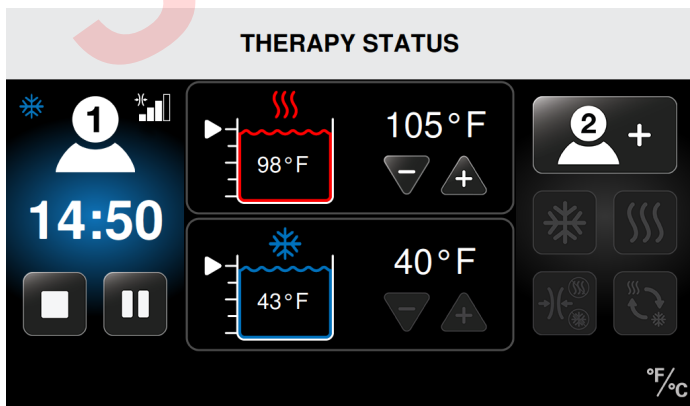 THERAPY STATUS
1
14:50
98°F
105°F
43°F
40°F
2 +
°F/°C